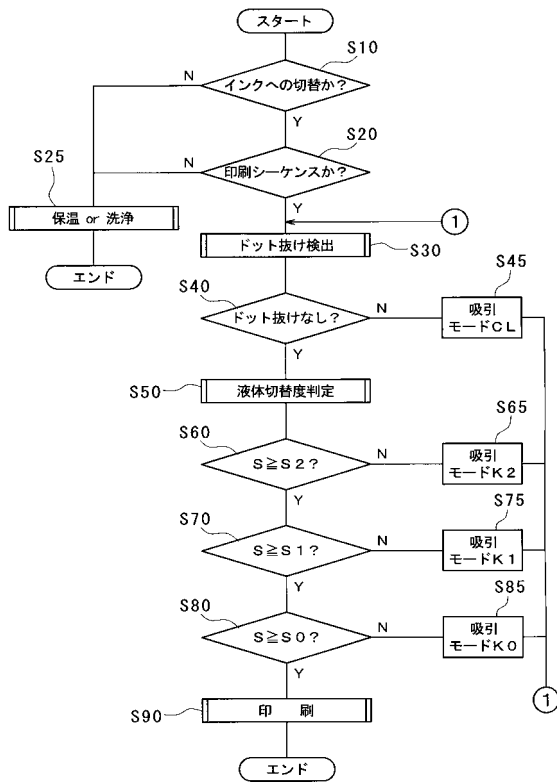 スタート
S10
インクへの切替か?
N
Y
S20
印刷シーケンスか?
N
Y
S25
保温 or 洗浄
エンド
①
ドット抜け検出
S30
S40
ドット抜けなし?
N
Y
S45
吸引
モードCL
S50
液体切替度判定
S60
S≧S2?
N
Y
S65
吸引
モードK2
S70
S≧S1?
N
Y
S75
吸引
モードK1
S80
S≧S0?
N
Y
S85
吸引
モードK0
①
S90
印 刷
エンド